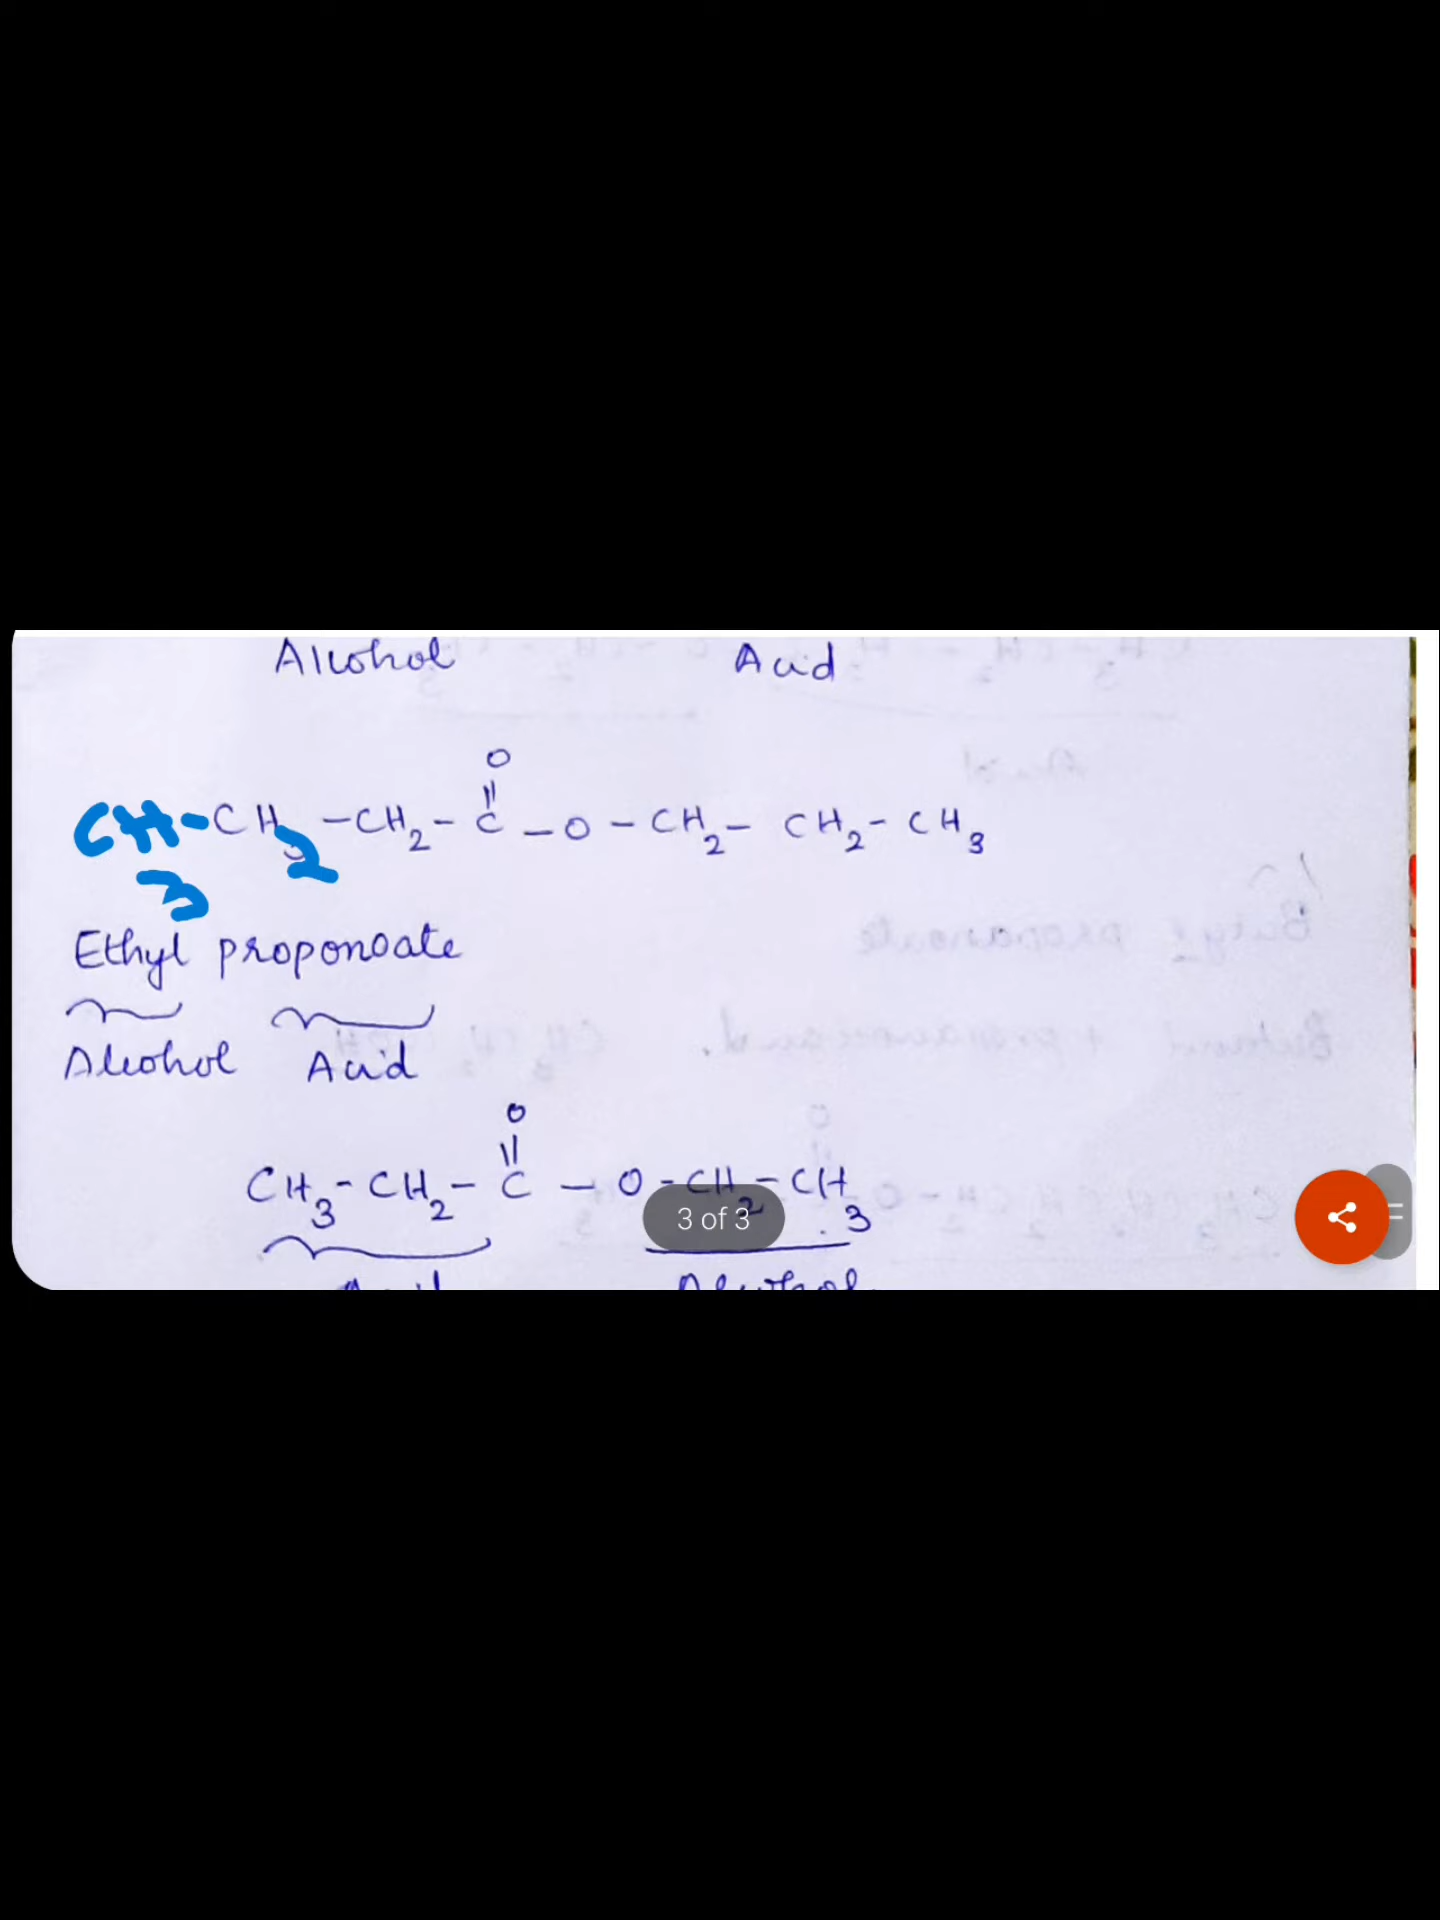 Alcohol Acid
O
||
CH3-CH2-CH2-C-O-CH2-CH2-CH3
Ethyl proponoate
Alcohol Acid
O
||
CH3-CH2-C-O-CH2-CH3
3 of 3